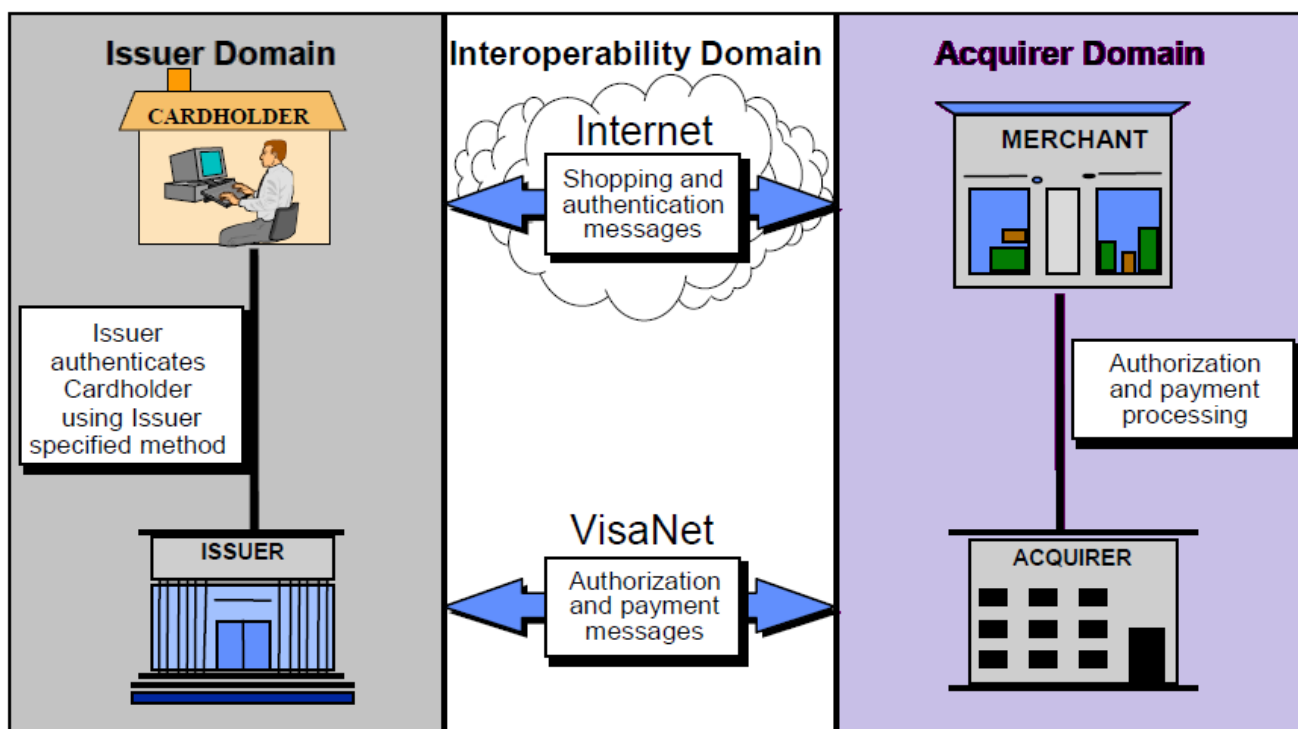 Issuer Domain
Interoperability Domain
Acquirer Domain
CARDHOLDER
Internet
Shopping and
authentication
messages
MERCHANT
Issuer
authenticates
Cardholder
using Issuer
specified method
Authorization
and payment
processing
ISSUER
VisaNet
Authorization
and payment
messages
ACQUIRER